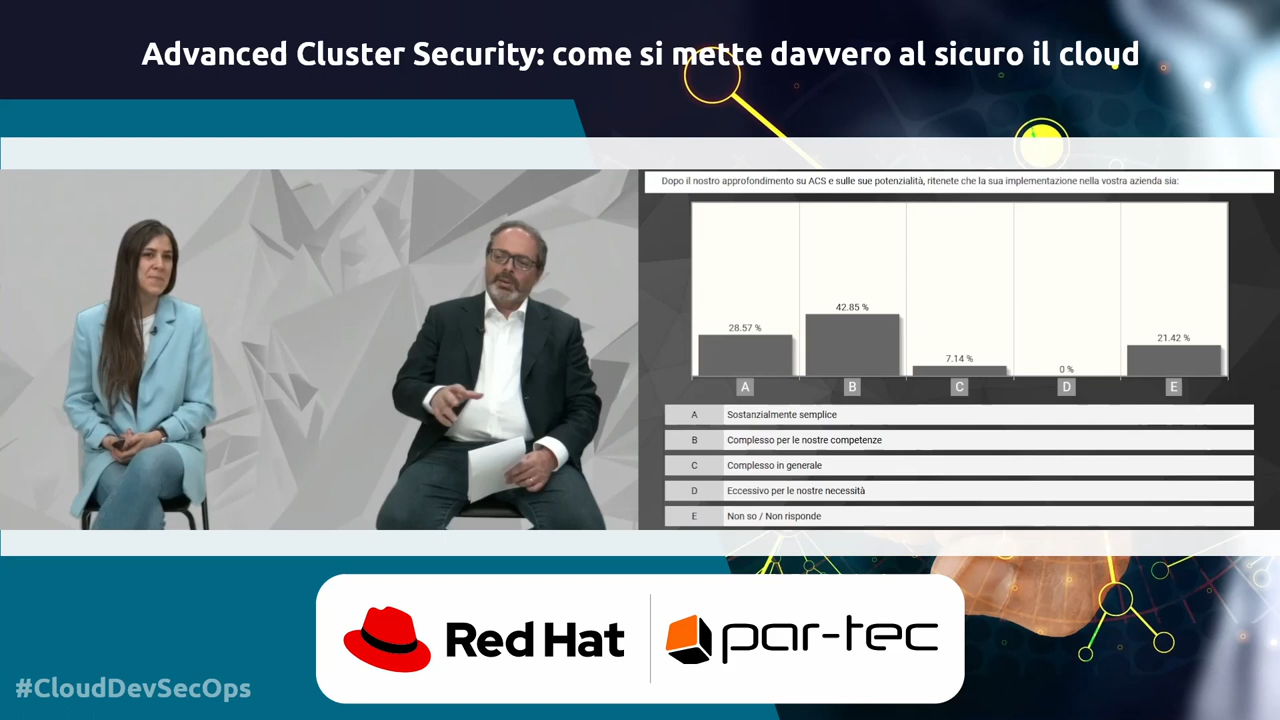 Advanced Cluster Security: come si mette davvero al sicuro il cloud
Dopo il nostro approfondimento su ACS e sulle sue potenzialità, ritenete che la sua implementazione nella vostra azienda sia:
28.57 %
42.85 %
7.14 %
0 %
21.42 %
A B C D E
A Sostanzialmente semplice
B Complesso per le nostre competenze
C Complesso in generale
D Eccessivo per le nostre necessità
E Non so / Non risponde
Red Hat
par-tec
#CloudDevSecOps